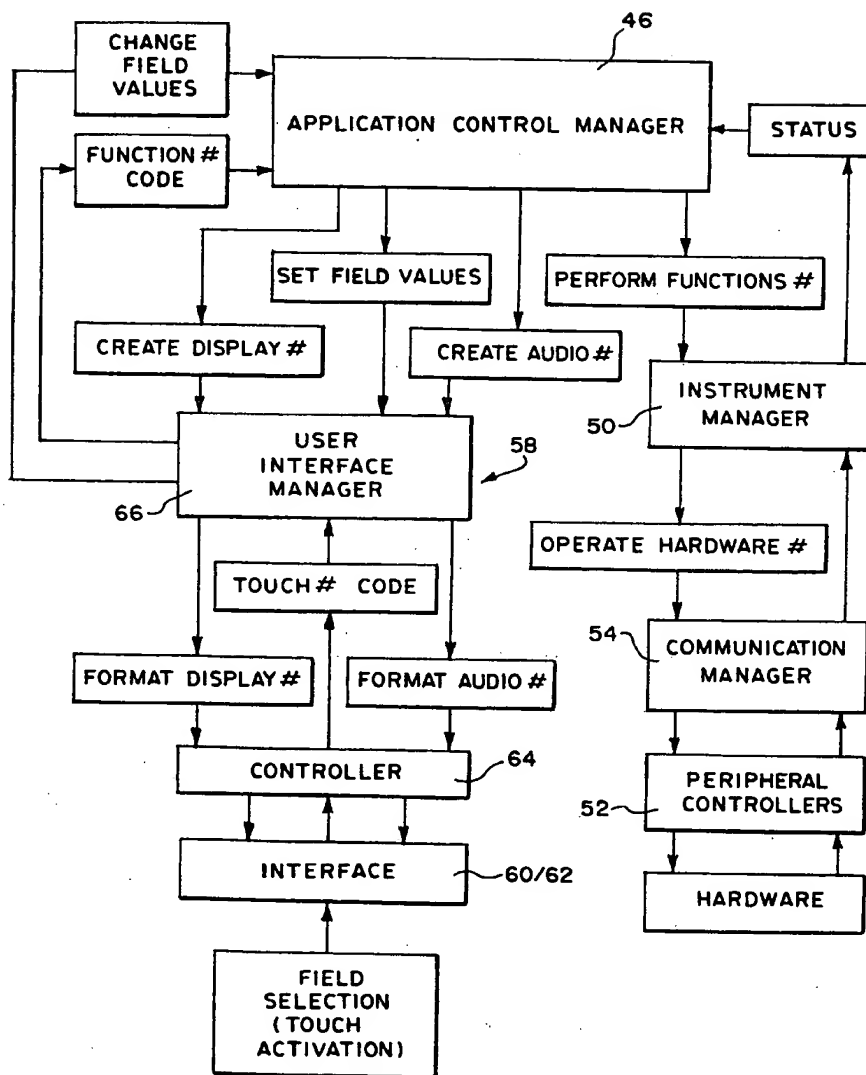 46
CHANGE
FIELD
VALUES
APPLICATION CONTROL MANAGER
STATUS
FUNCTION #
CODE
SET FIELD VALUES
PERFORM FUNCTIONS #
CREATE DISPLAY #
CREATE AUDIO #
INSTRUMENT
MANAGER
50
USER
INTERFACE
MANAGER
58
66
OPERATE HARDWARE #
TOUCH # CODE
54
COMMUNICATION
MANAGER
FORMAT DISPLAY #
FORMAT AUDIO #
CONTROLLER
64
PERIPHERAL
CONTROLLERS
52
INTERFACE
60/62
HARDWARE
FIELD
SELECTION
(TOUCH
ACTIVATION)